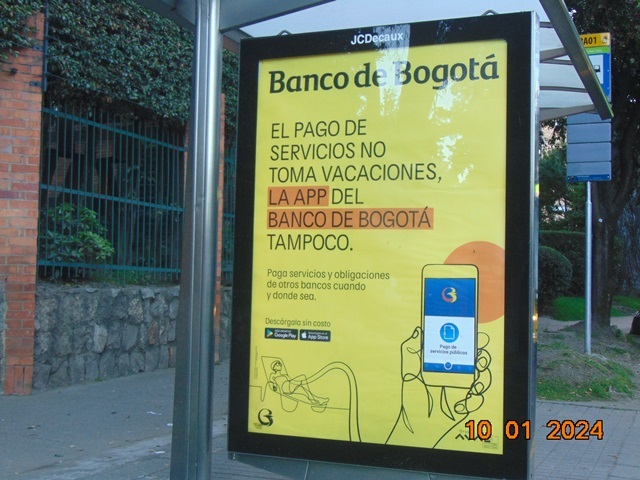 JCDecaux
Banco de Bogotá
EL PAGO DE
SERVICIOS NO
TOMA VACACIONES,
LA APP DEL
BANCO DE BOGOTÁ
TAMPOCO.
Paga servicios y obligaciones
de otros bancos cuando
y donde sea.
Descárgala sin costo
Google Play
App Store
Pago de
servicios públicos
10 01 2024